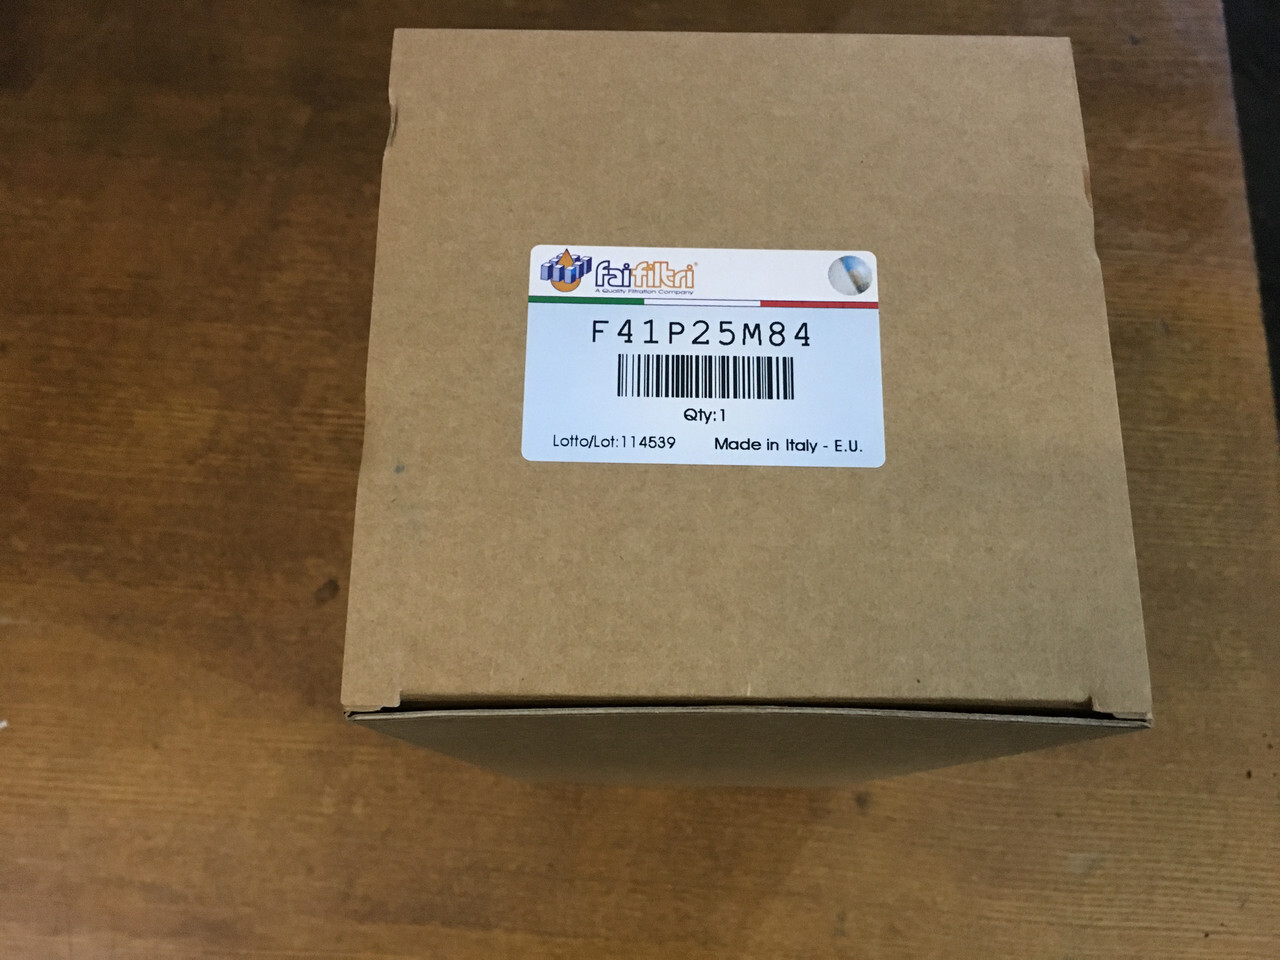 faifiltri®
A Quality Filtration Company
F41P25M84
Qty:1
Lotto/Lot:114539 Made in Italy - E.U.